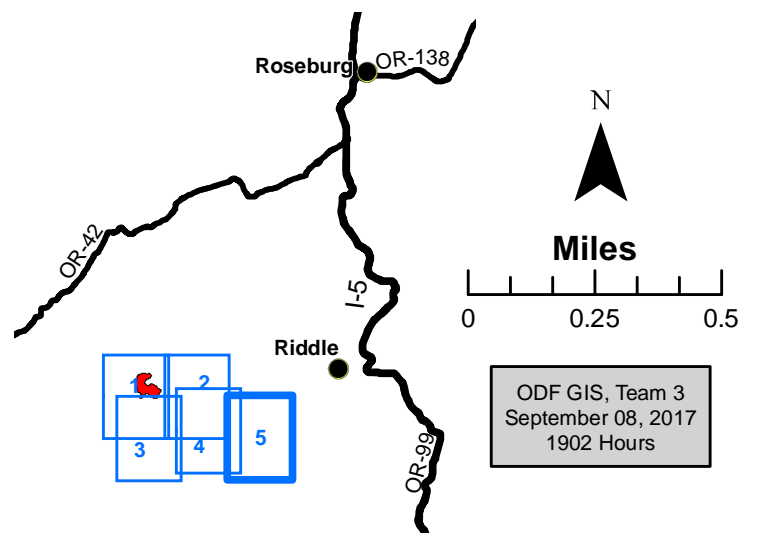 Roseburg
OR-138
N
OR-42
Miles
I-5
0 0.25 0.5
Riddle
1
2
3
4
5
ODF GIS, Team 3
September 08, 2017
1902 Hours
OR-99